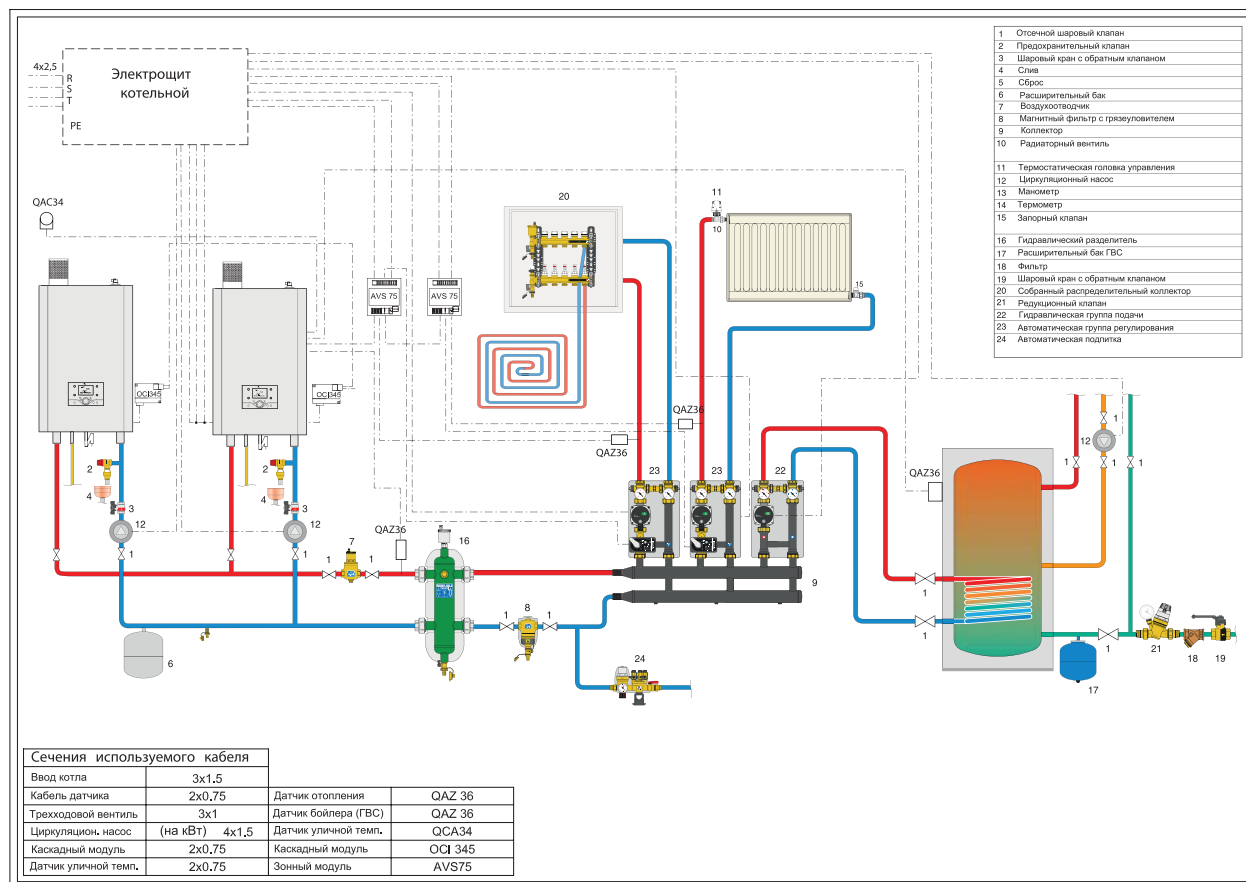 Электрощит
котельной
4x2,5
R
S
T
PE
1 Отсечной шаровый клапан
2 Предохранительный клапан
3 Шаровый кран с обратным клапаном
4 Слив
5 Сброс
6 Расширительный бак
7 Воздухоотводчик
8 Магнитный фильтр с грязеуловителем
9 Коллектор
10 Радиаторный вентиль
11 Термостатическая головка управления
12 Циркуляционный насос
13 Манометр
14 Термометр
15 Запорный клапан
16 Гидравлический разделитель
17 Расширительный бак ГВС
18 Фильтр
19 Шаровый кран с обратным клапаном
20 Собранный распределительный коллектор
21 Редукционный клапан
22 Гидравлическая группа подачи
23 Автоматическая группа регулирования
24 Автоматическая подпитка
QAC34
20
11
10
15
AVS 75
AVS 75
OCI345
OCI345
QAZ36
QAZ36
2
2
4
4
3
3
12
12
1
1
QAZ36
7
1
1
16
23
23
22
9
QAZ36
1
12
1
1
1
1
1
8
1
1
6
24
1
21
18
19
17
Сечения используемого кабеля
Ввод котла 3x1.5
Кабель датчика 2x0.75 Датчик отопления QAZ 36
Трехходовой вентиль 3x1 Датчик бойлера (ГВС) QAZ 36
Циркуляцион. насос (на кВт) 4x1.5 Датчик уличной темп. QCA34
Каскадный модуль 2x0.75 Каскадный модуль OCI 345
Датчик уличной темп. 2x0.75 Зонный модуль AVS75